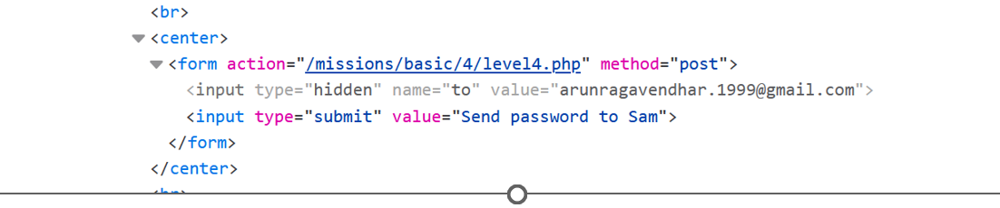 <br>
<center>
<form action="/missions/basic/4/level4.php" method="post">
<input type="hidden" name="to" value="arunragavendhar.1999@gmail.com">
<input type="submit" value="Send password to Sam">
</form>
</center>
<br>